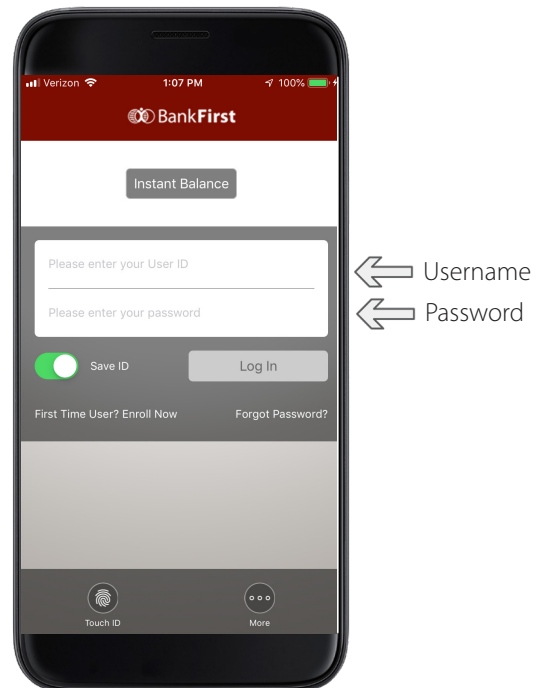 Verizon 1:07 PM 100%
BankFirst
Instant Balance
Please enter your User ID
Username
Please enter your password
Password
Save ID
Log In
First Time User? Enroll Now
Forgot Password?
Touch ID
More